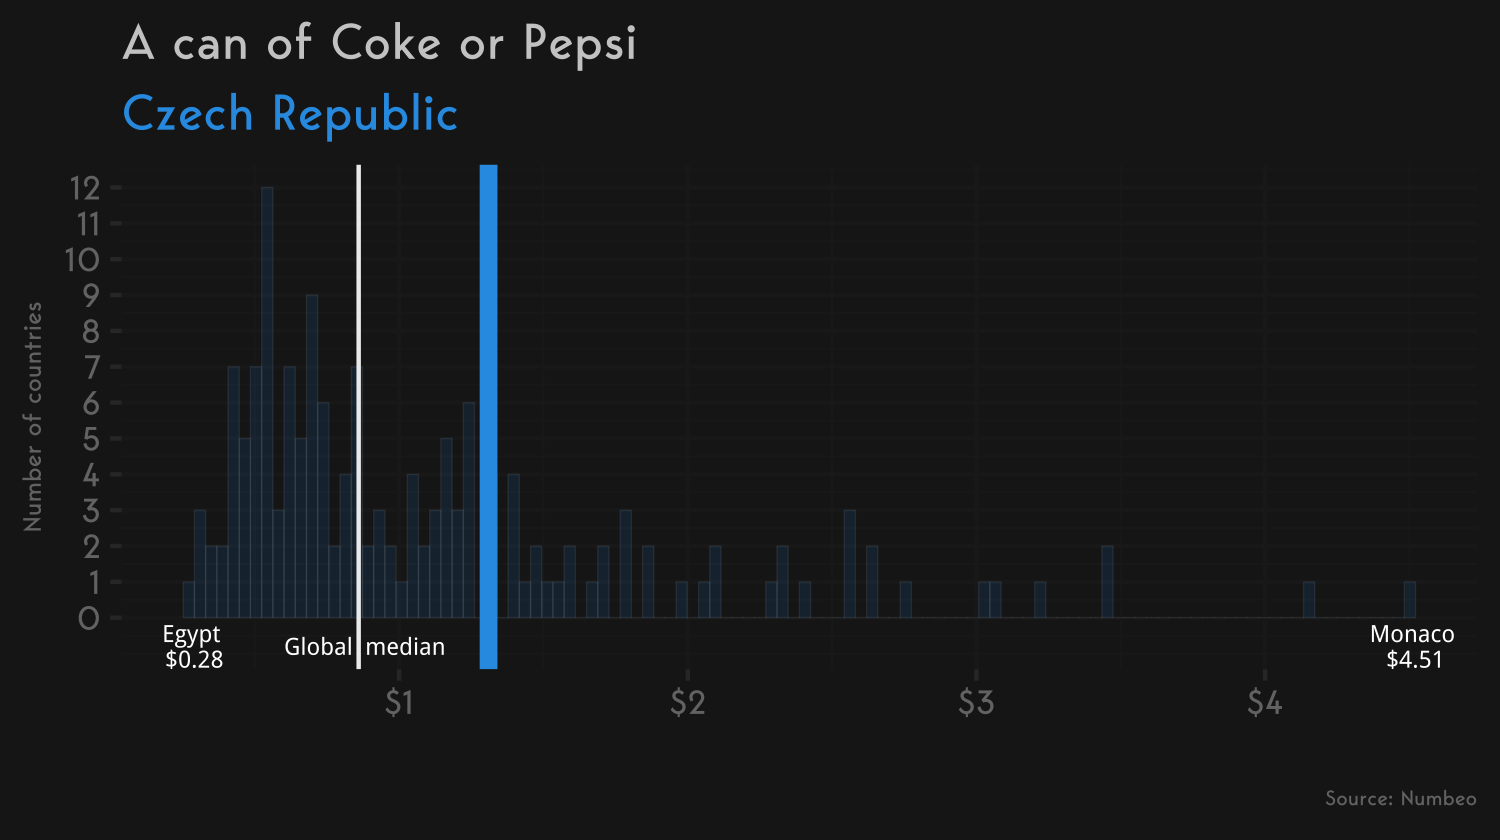 A can of Coke or Pepsi
Czech Republic
Number of countries
12
11
10
9
8
7
6
5
4
3
2
1
0
Egypt
$0.28
Global median
Monaco
$4.51
$1
$2
$3
$4
Source: Numbeo